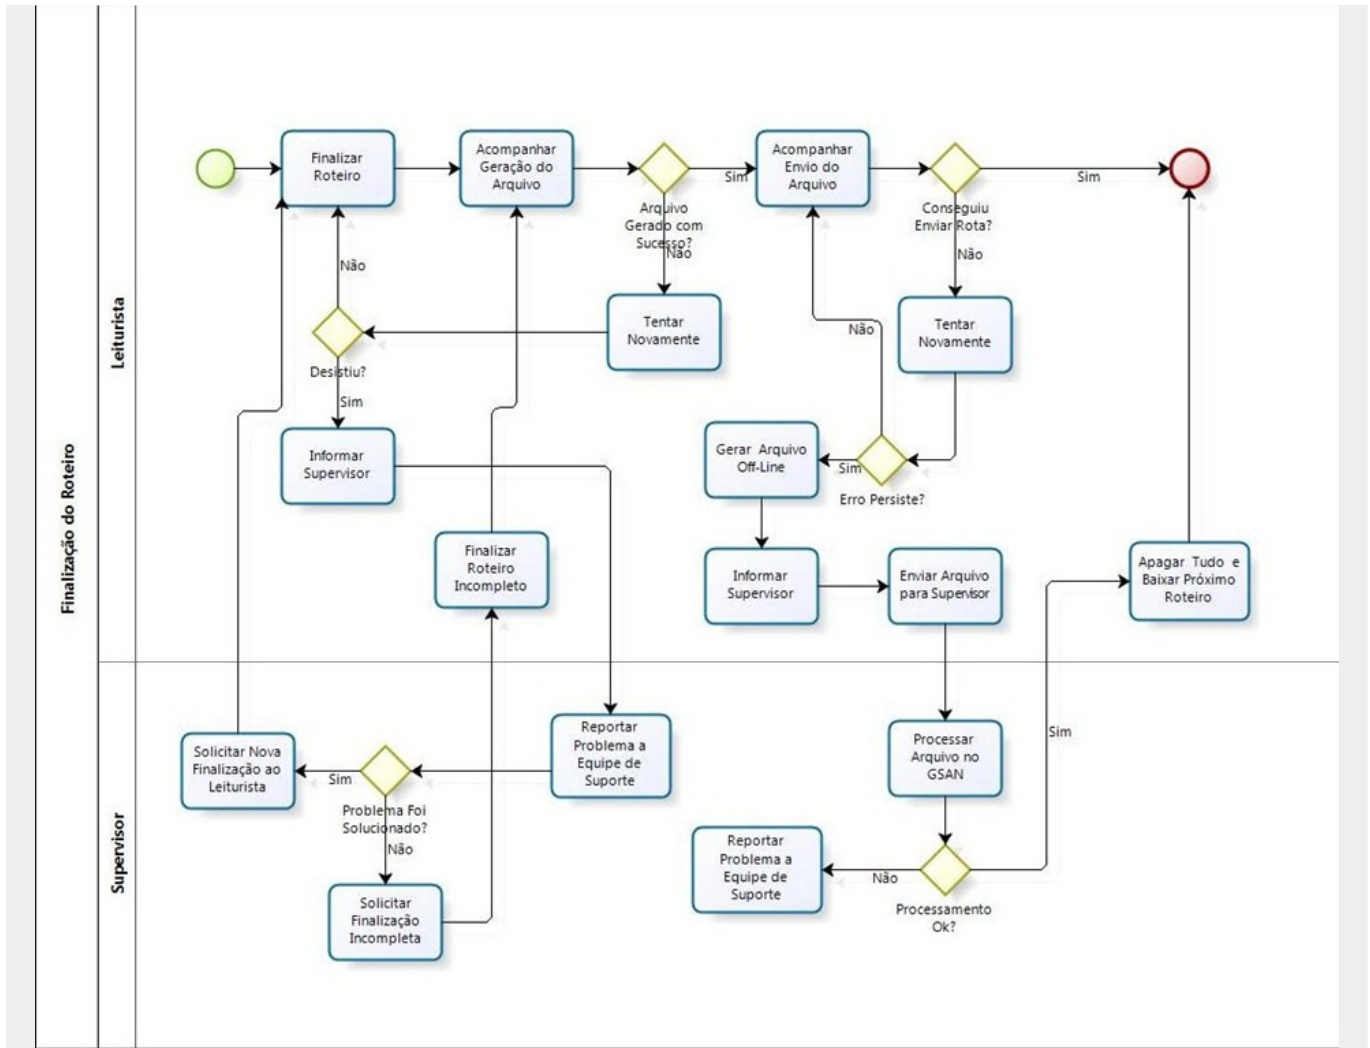 Finalização do Roteiro
Leiturista
Finalizar
Roteiro
Acompanhar
Geração do
Arquivo
Arquivo
Gerado com
Sucesso?
Sim
Não
Acompanhar
Envio do
Arquivo
Conseguiu
Enviar Rota?
Sim
Não
Tentar
Novamente
Tentar
Novamente
Não
Desistiu?
Sim
Informar
Supervisor
Não
Erro Persiste?
Sim
Gerar Arquivo
Off-Line
Finalizar
Roteiro
Incompleto
Informar
Supervisor
Enviar Arquivo
para Supervisor
Apagar Tudo e
Baixar Próximo
Roteiro
Supervisor
Solicitar Nova
Finalização ao
Leiturista
Sim
Problema Foi
Solucionado?
Não
Reportar
Problema a
Equipe de
Suporte
Solicitar
Finalização
Incompleta
Processar
Arquivo no
GSAN
Sim
Reportar
Problema a
Equipe de
Suporte
Não
Processamento
Ok?